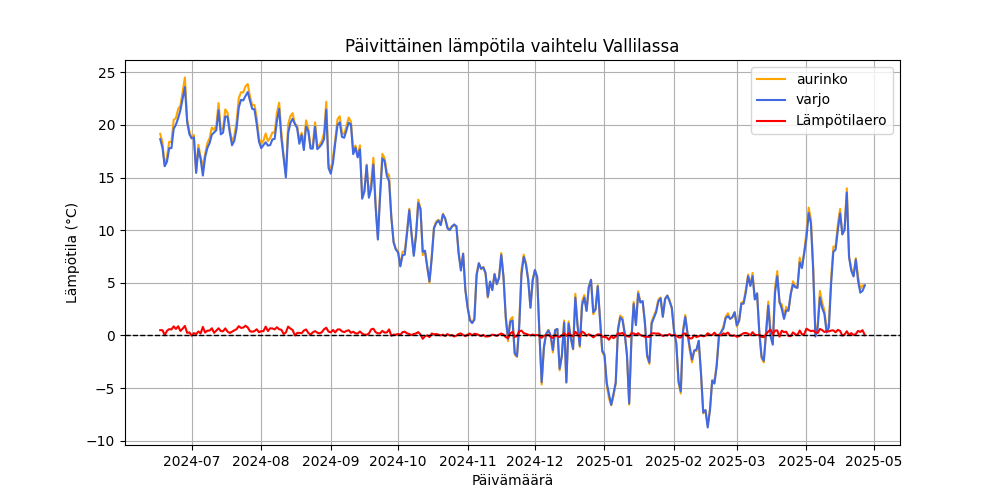 Päivittäinen lämpötila vaihtelu Vallilassa
aurinko
varjo
Lämpötilaero
Lämpötila (°C)
25
20
15
10
5
0
−5
−10
2024-07 2024-08 2024-09 2024-10 2024-11 2024-12 2025-01 2025-02 2025-03 2025-04 2025-05
Päivämäärä